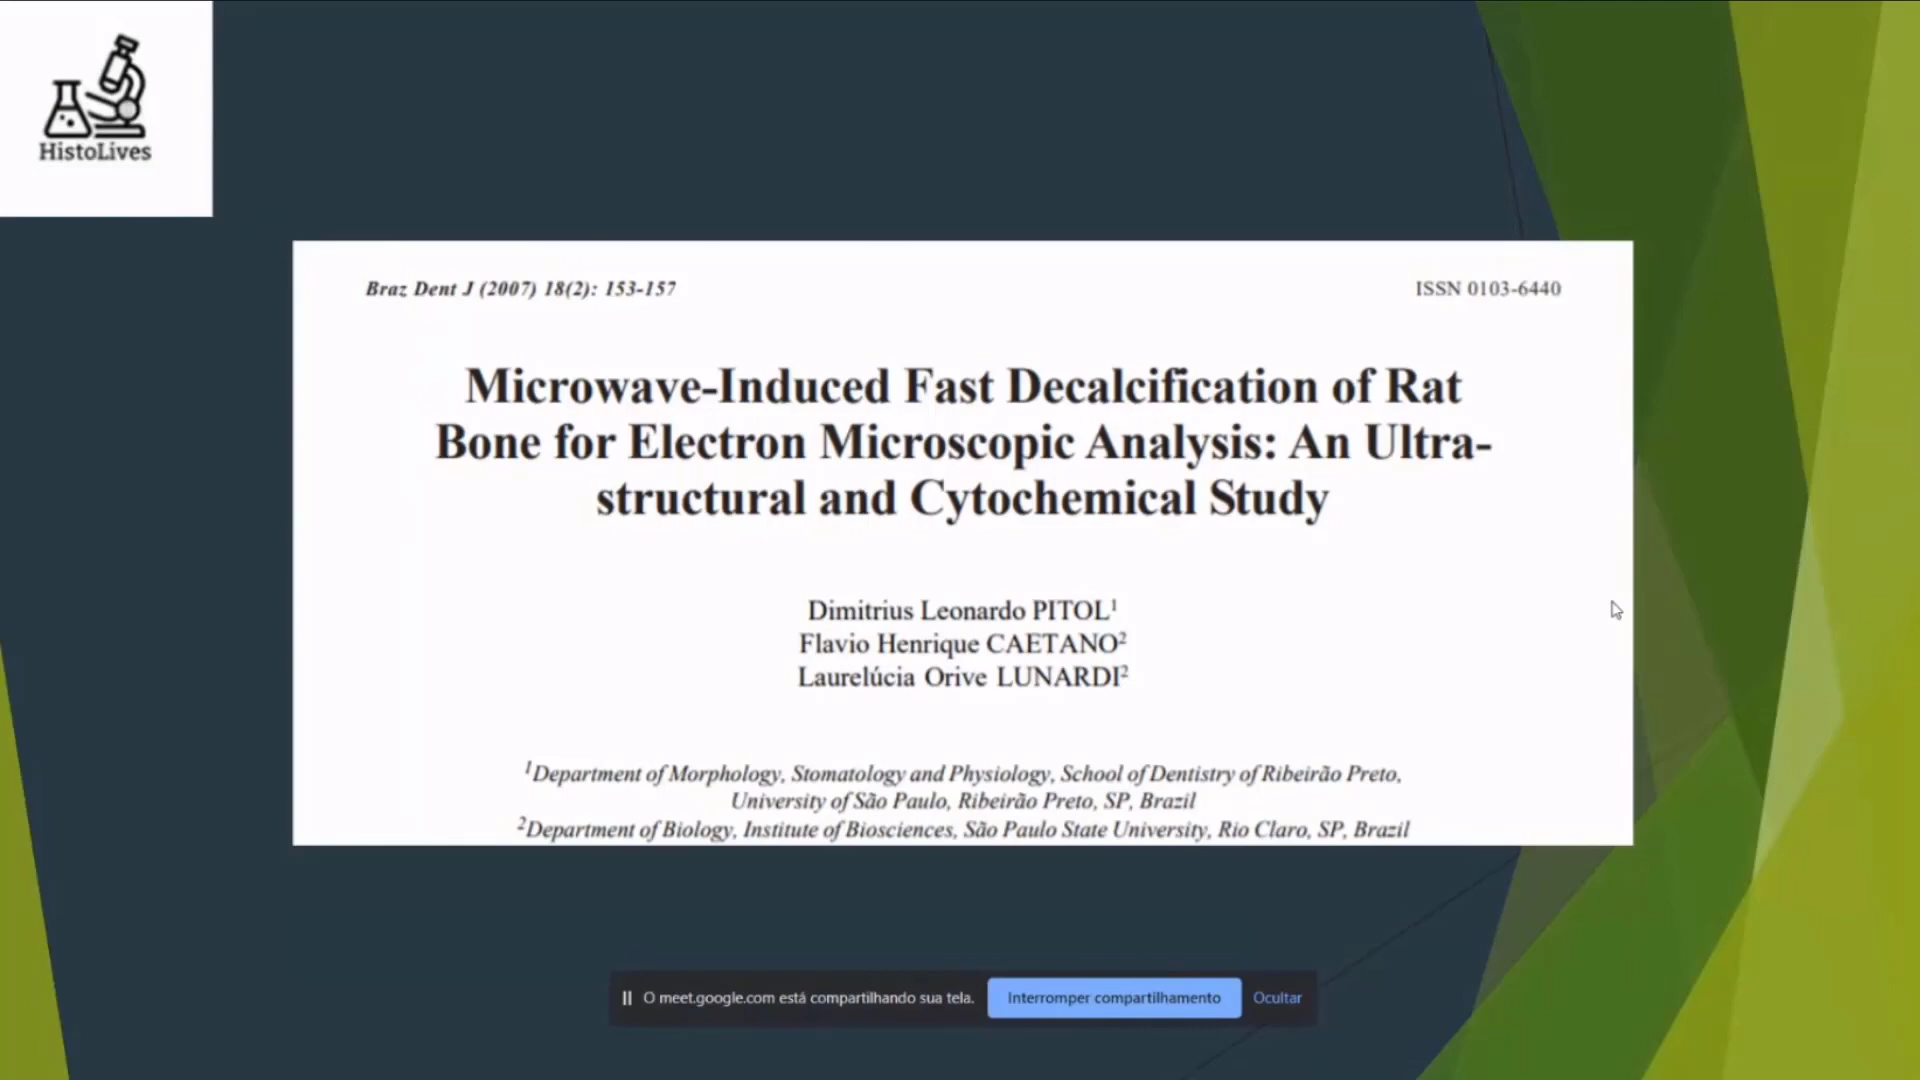 HistoLives
Braz Dent J (2007) 18(2): 153-157
ISSN 0103-6440
Microwave-Induced Fast Decalcification of Rat
Bone for Electron Microscopic Analysis: An Ultra-
structural and Cytochemical Study
Dimitrius Leonardo PITOL¹
Flavio Henrique CAETANO²
Laurelúcia Orive LUNARDI²
¹Department of Morphology, Stomatology and Physiology, School of Dentistry of Ribeirão Preto,
University of São Paulo, Ribeirão Preto, SP, Brazil
²Department of Biology, Institute of Biosciences, São Paulo State University, Rio Claro, SP, Brazil
O meet.google.com está compartilhando sua tela.
Interromper compartilhamento
Ocultar